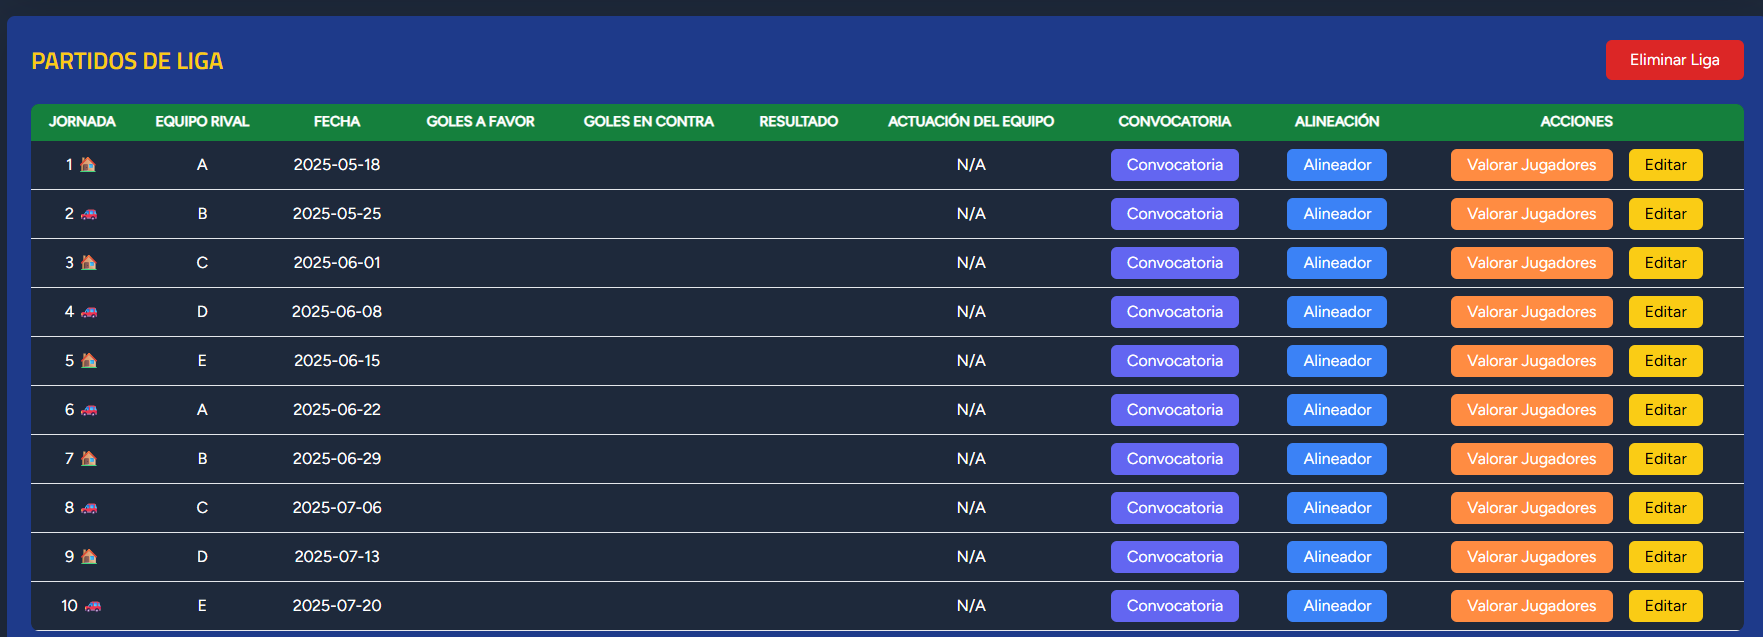 PARTIDOS DE LIGA
Eliminar Liga
JORNADA EQUIPO RIVAL FECHA GOLES A FAVOR GOLES EN CONTRA RESULTADO ACTUACIÓN DEL EQUIPO CONVOCATORIA ALINEACIÓN ACCIONES
1 A 2025-05-18 N/A Convocatoria Alineador Valorar Jugadores Editar
2 B 2025-05-25 N/A Convocatoria Alineador Valorar Jugadores Editar
3 C 2025-06-01 N/A Convocatoria Alineador Valorar Jugadores Editar
4 D 2025-06-08 N/A Convocatoria Alineador Valorar Jugadores Editar
5 E 2025-06-15 N/A Convocatoria Alineador Valorar Jugadores Editar
6 A 2025-06-22 N/A Convocatoria Alineador Valorar Jugadores Editar
7 B 2025-06-29 N/A Convocatoria Alineador Valorar Jugadores Editar
8 C 2025-07-06 N/A Convocatoria Alineador Valorar Jugadores Editar
9 D 2025-07-13 N/A Convocatoria Alineador Valorar Jugadores Editar
10 E 2025-07-20 N/A Convocatoria Alineador Valorar Jugadores Editar